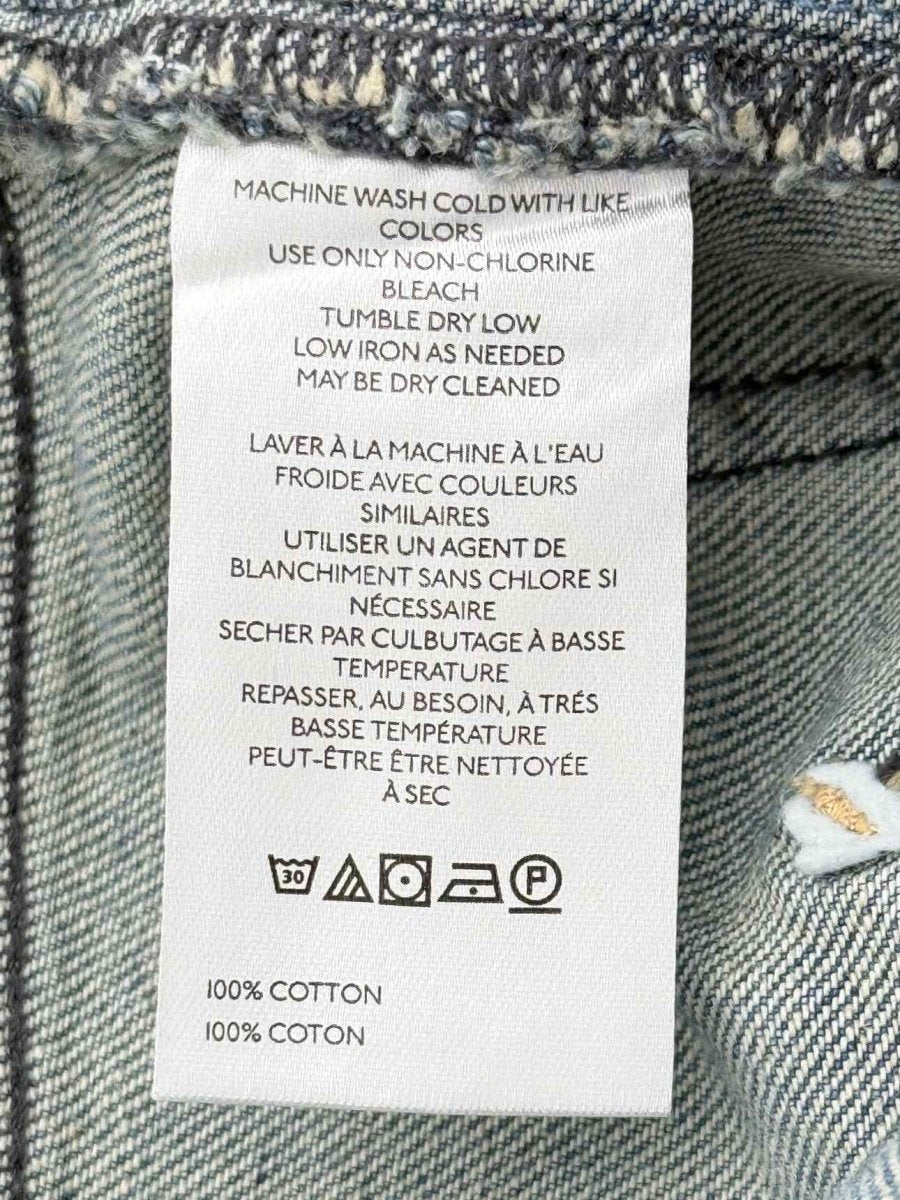 MACHINE WASH COLD WITH LIKE
COLORS
USE ONLY NON-CHLORINE
BLEACH
TUMBLE DRY LOW
LOW IRON AS NEEDED
MAY BE DRY CLEANED
LAVER À LA MACHINE À L'EAU
FROIDE AVEC COULEURS
SIMILAIRES
UTILISER UN AGENT DE
BLANCHIMENT SANS CHLORE SI
NÉCESSAIRE
SECHER PAR CULBUTAGE À BASSE
TEMPERATURE
REPASSER, AU BESOIN, À TRÉS
BASSE TEMPÉRATURE
PEUT-ÊTRE ÊTRE NETTOYÉE
À SEC
30 P
100% COTTON
100% COTON